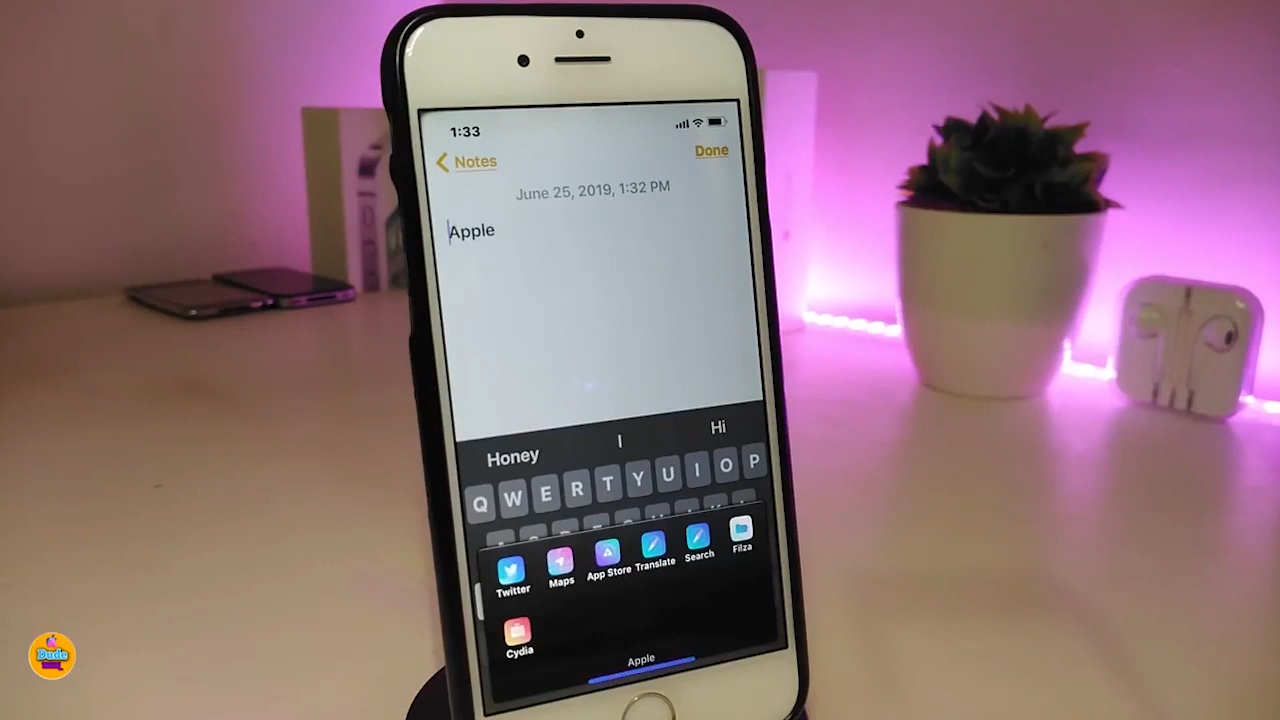 1:33
Notes
Done
June 25, 2019, 1:32 PM
Apple
Honey I Hi
Q W E R T Y U I O P
Twitter Maps App Store Translate Search Filza
Cydia
Apple
Dude